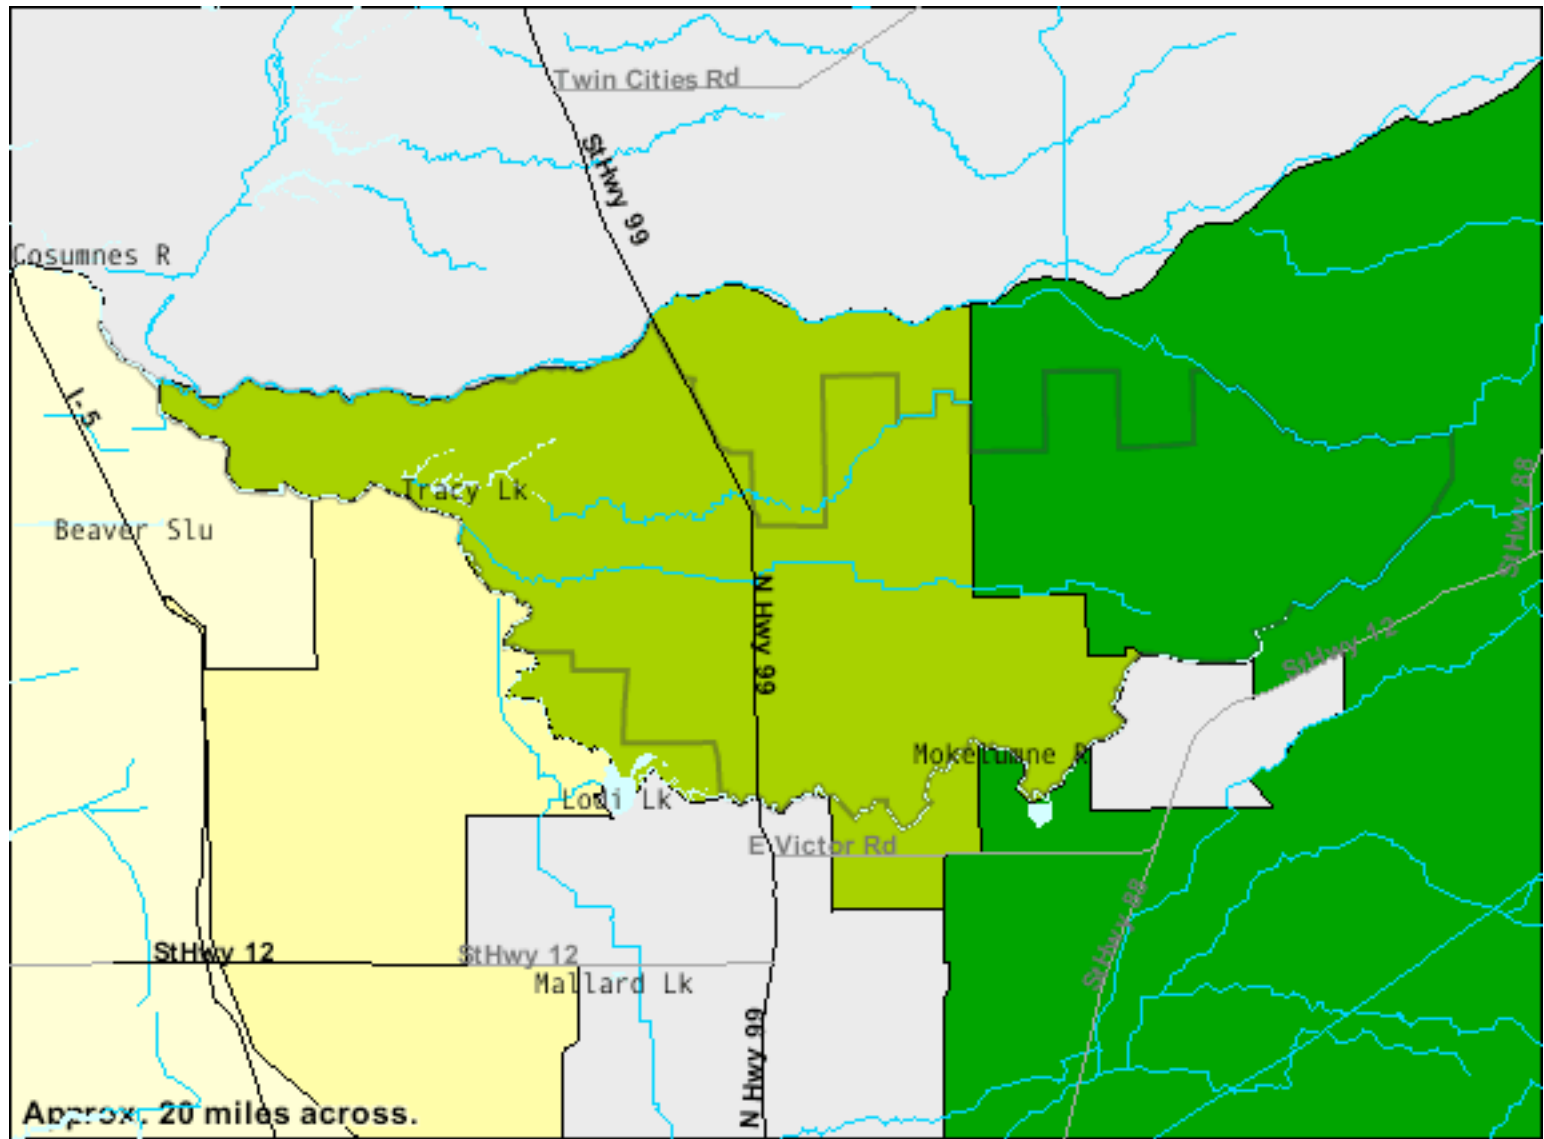 Twin Cities Rd
StHwy 99
Cosumnes R
I-5
Tracy Lk
Beaver Slu
StHwy 88
N Hwy 99
StHwy 12
Mokelumne R
Lodi Lk
E Victor Rd
StHwy 88
StHwy 12
StHwy 12
Mallard Lk
N Hwy 99
Approx. 20 miles across.